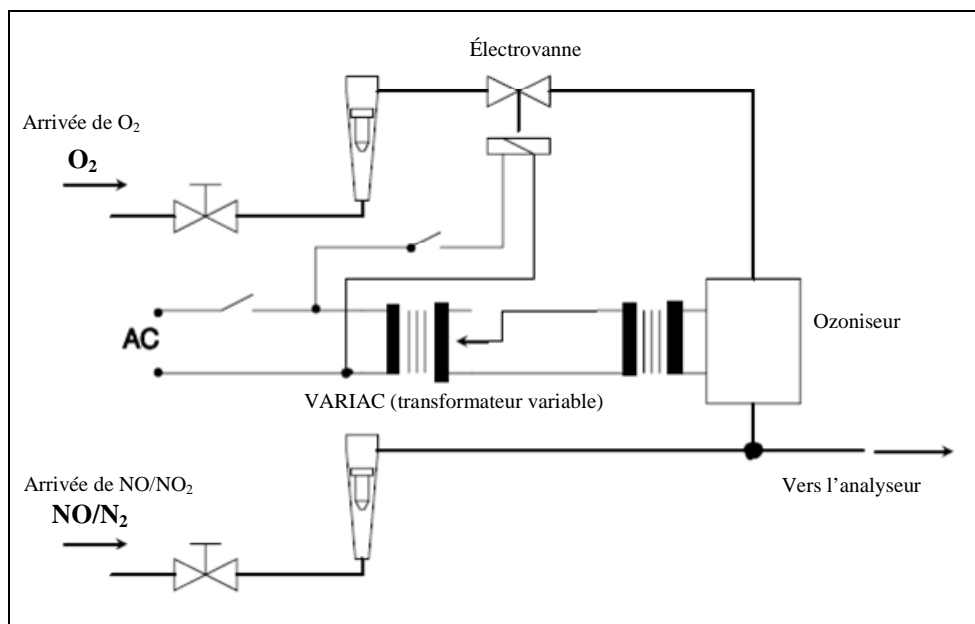 Électrovanne
Arrivée de O₂
O₂
AC
Ozoniseur
VARIAC (transformateur variable)
Arrivée de NO/NO₂
NO/N₂
Vers l’analyseur